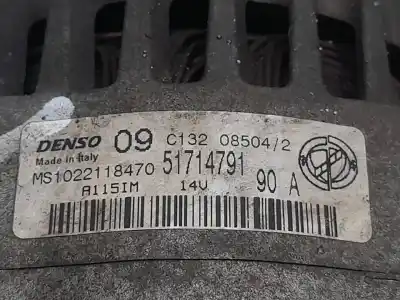 DENSO 09 C132 08504/2
Made in Italy
MS1022118470 51714791
A115IM 14V 90 A